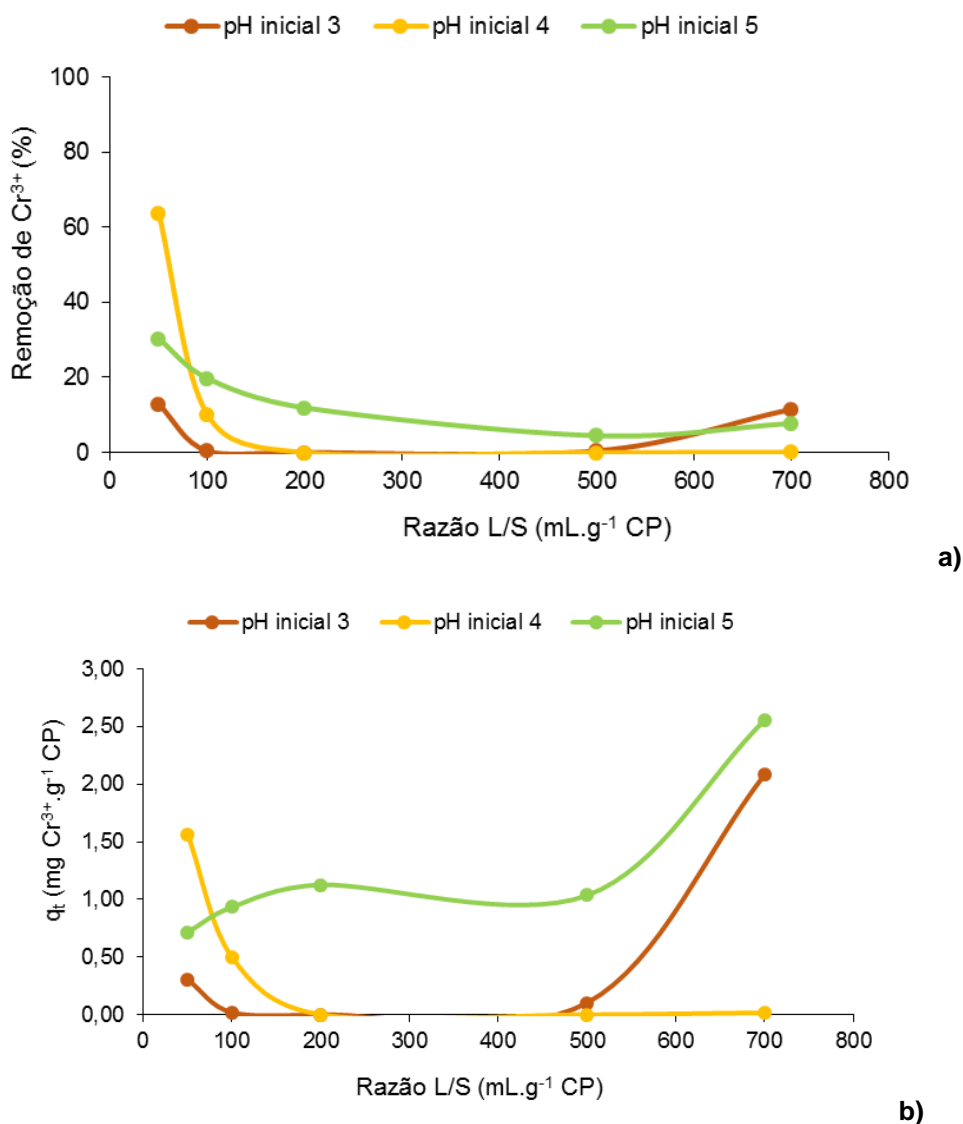 pH inicial 3 pH inicial 4 pH inicial 5
100
80
60
40
20
0
0 100 200 300 400 500 600 700 800
Remoção de Cr³⁺ (%)
Razão L/S (mL.g⁻¹ CP)
a)
pH inicial 3 pH inicial 4 pH inicial 5
3,00
2,50
2,00
1,50
1,00
0,50
0,00
0 100 200 300 400 500 600 700 800
qₜ (mg Cr³⁺.g⁻¹ CP)
Razão L/S (mL.g⁻¹ CP)
b)